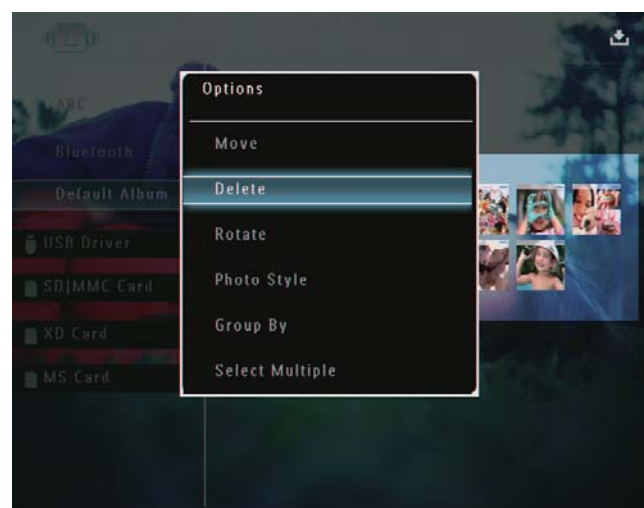 Options
Move
ABC
Bluetooth
Delete
Default Album
Rotate
USB Driver
Photo Style
SD|MMC Card
Group By
XD Card
Select Multiple
MS Card